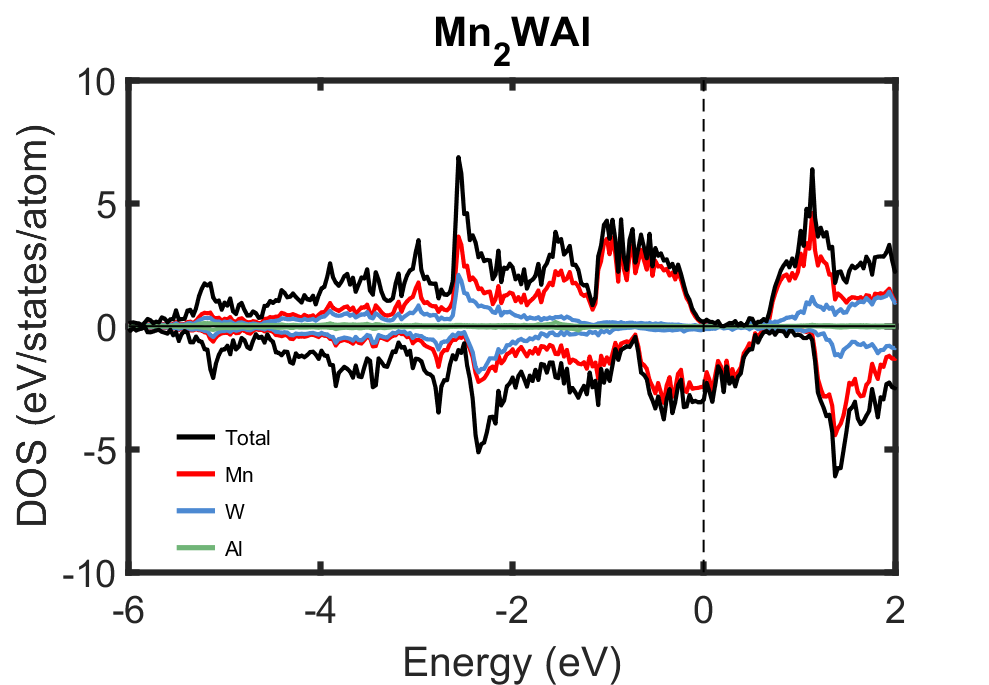 Mn2WAl
10
5
0
-5
-10
DOS (eV/states/atom)
Total
Mn
W
Al
-6
-4
-2
0
2
Energy (eV)